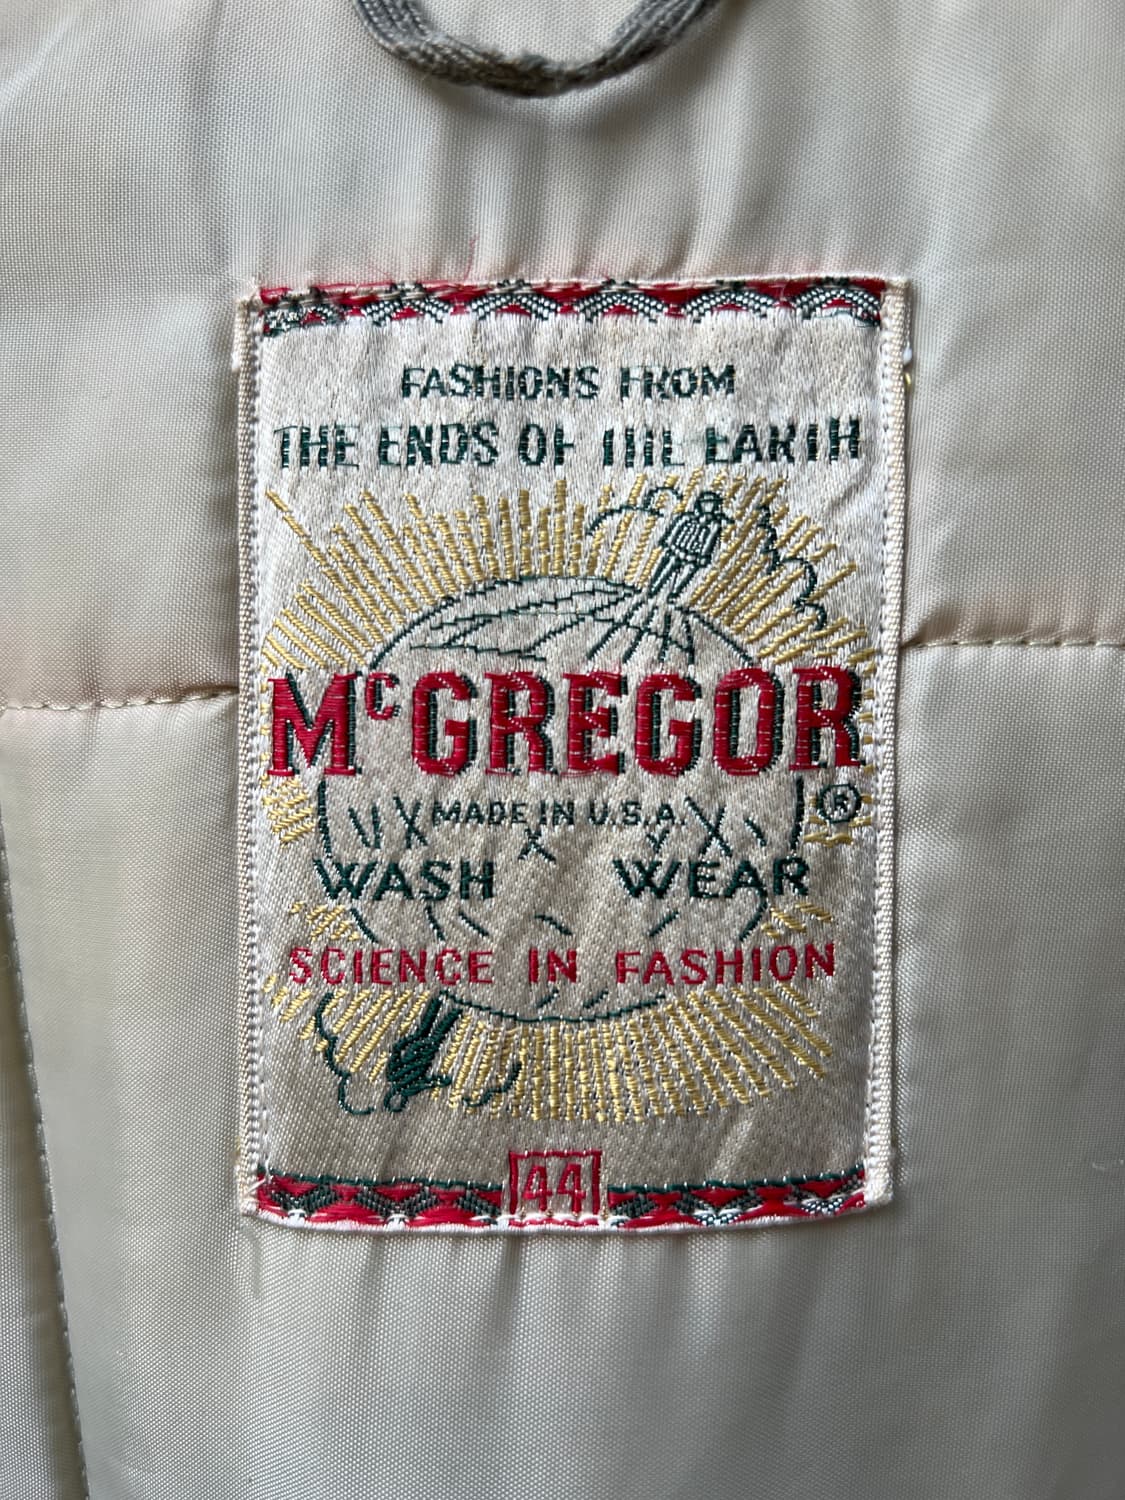 FASHIONS FROM
THE ENDS OF THE EARTH
McGREGOR
MADE IN U.S.A. ®
WASH WEAR
SCIENCE IN FASHION
44